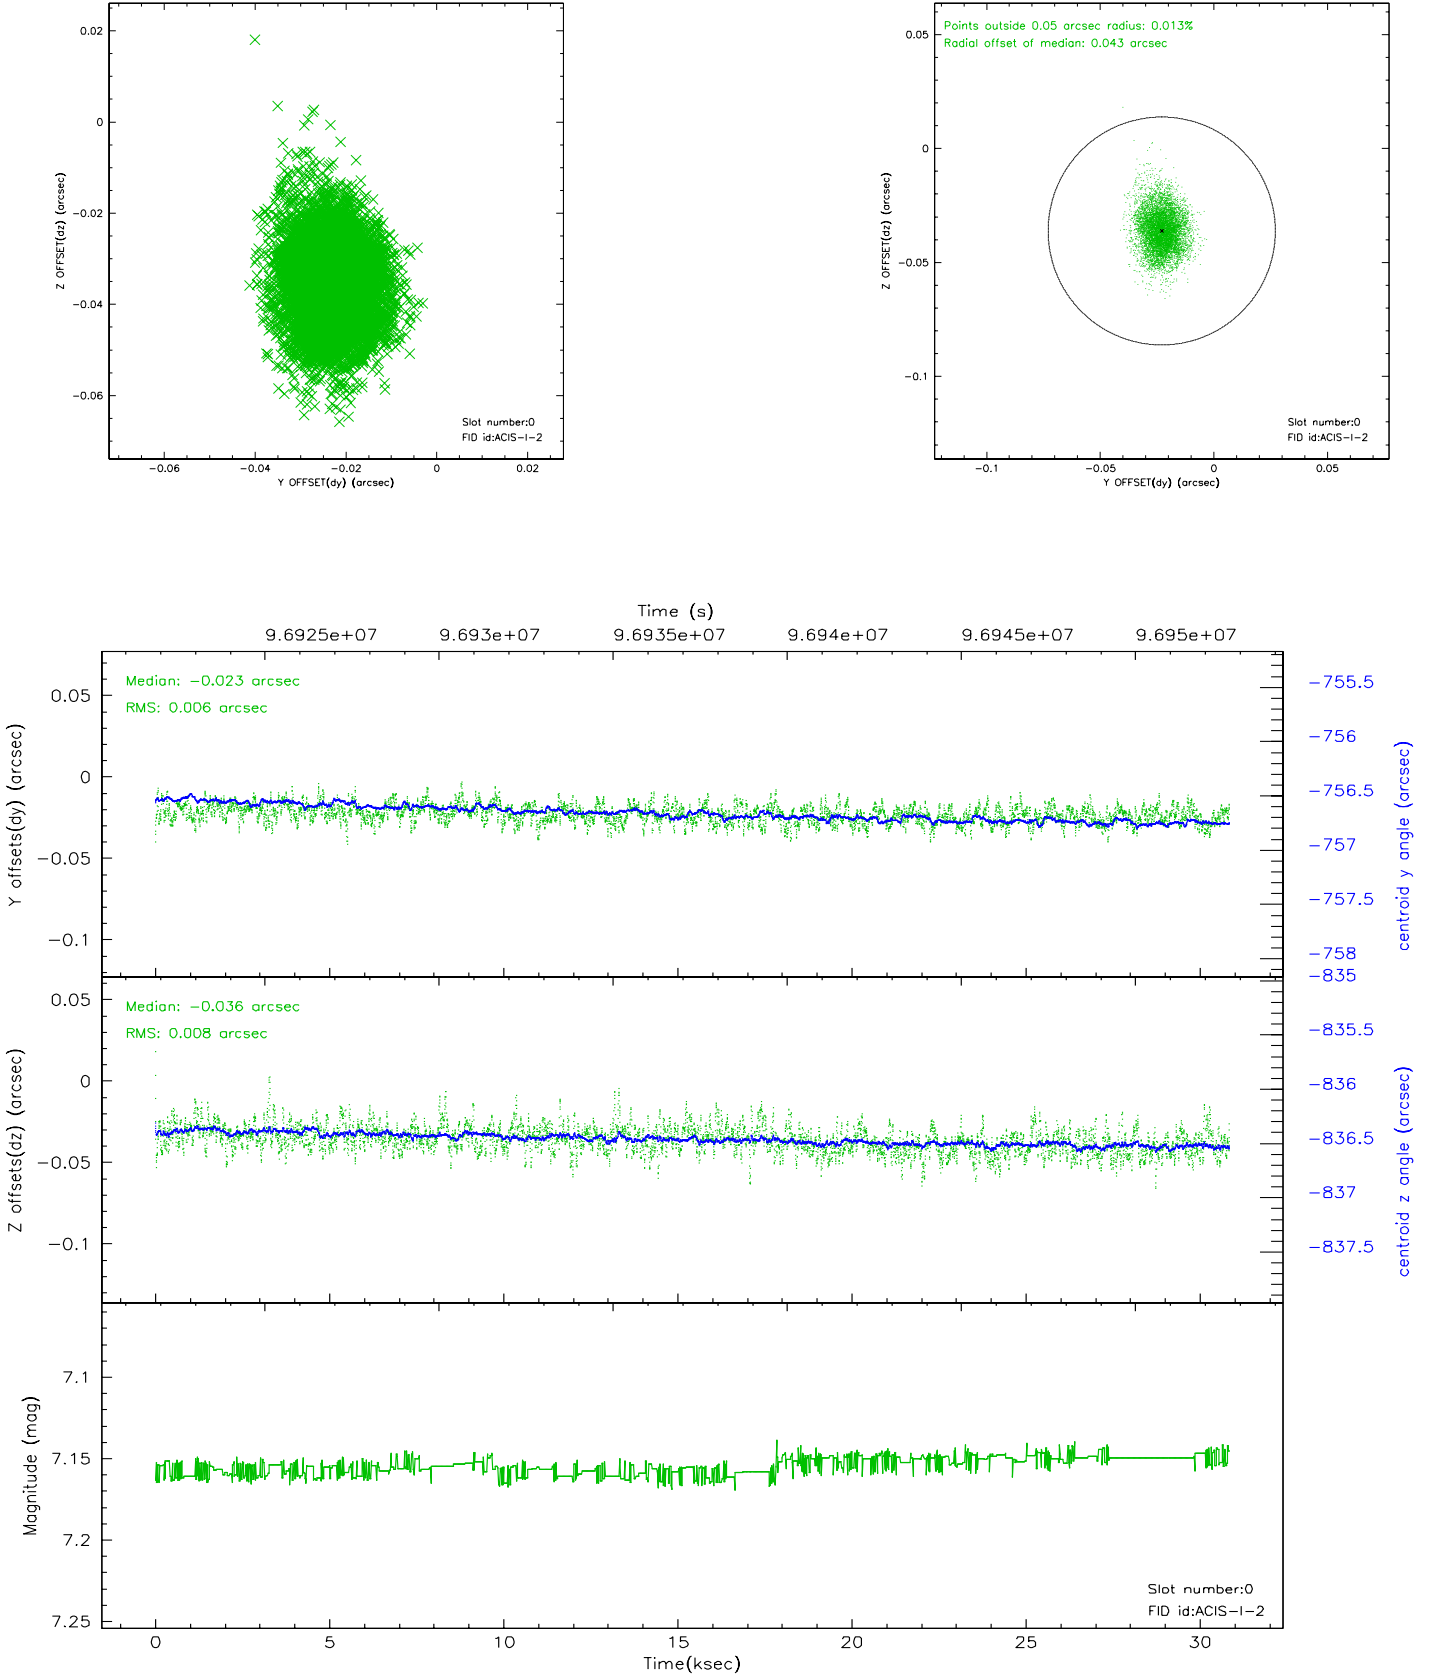 0.02
0
−0.02
−0.04
−0.06
Z OFFSET(dz) (arcsec)
Slot number:0
FID id:ACIS−I−2
−0.06 −0.04 −0.02 0 0.02
Y OFFSET(dy) (arcsec)
Points outside 0.05 arcsec radius: 0.013%
Radial offset of median: 0.043 arcsec
0.05
0
−0.05
−0.1
Z OFFSET(dz) (arcsec)
Slot number:0
FID id:ACIS−I−2
−0.1 −0.05 0 0.05
Y OFFSET(dy) (arcsec)
Time (s)
9.6925e+07 9.693e+07 9.6935e+07 9.694e+07 9.6945e+07 9.695e+07
Median: −0.023 arcsec
RMS: 0.006 arcsec
0.05
0
−0.05
−0.1
Y offsets(dy) (arcsec)
−755.5
−756
−756.5
−757
−757.5
−758
centroid y angle (arcsec)
Median: −0.036 arcsec
RMS: 0.008 arcsec
0.05
0
−0.05
−0.1
Z offsets(dz) (arcsec)
−835
−835.5
−836
−836.5
−837
−837.5
centroid z angle (arcsec)
7.1
7.15
7.2
7.25
Magnitude (mag)
Slot number:0
FID id:ACIS−I−2
0 5 10 15 20 25 30
Time(ksec)